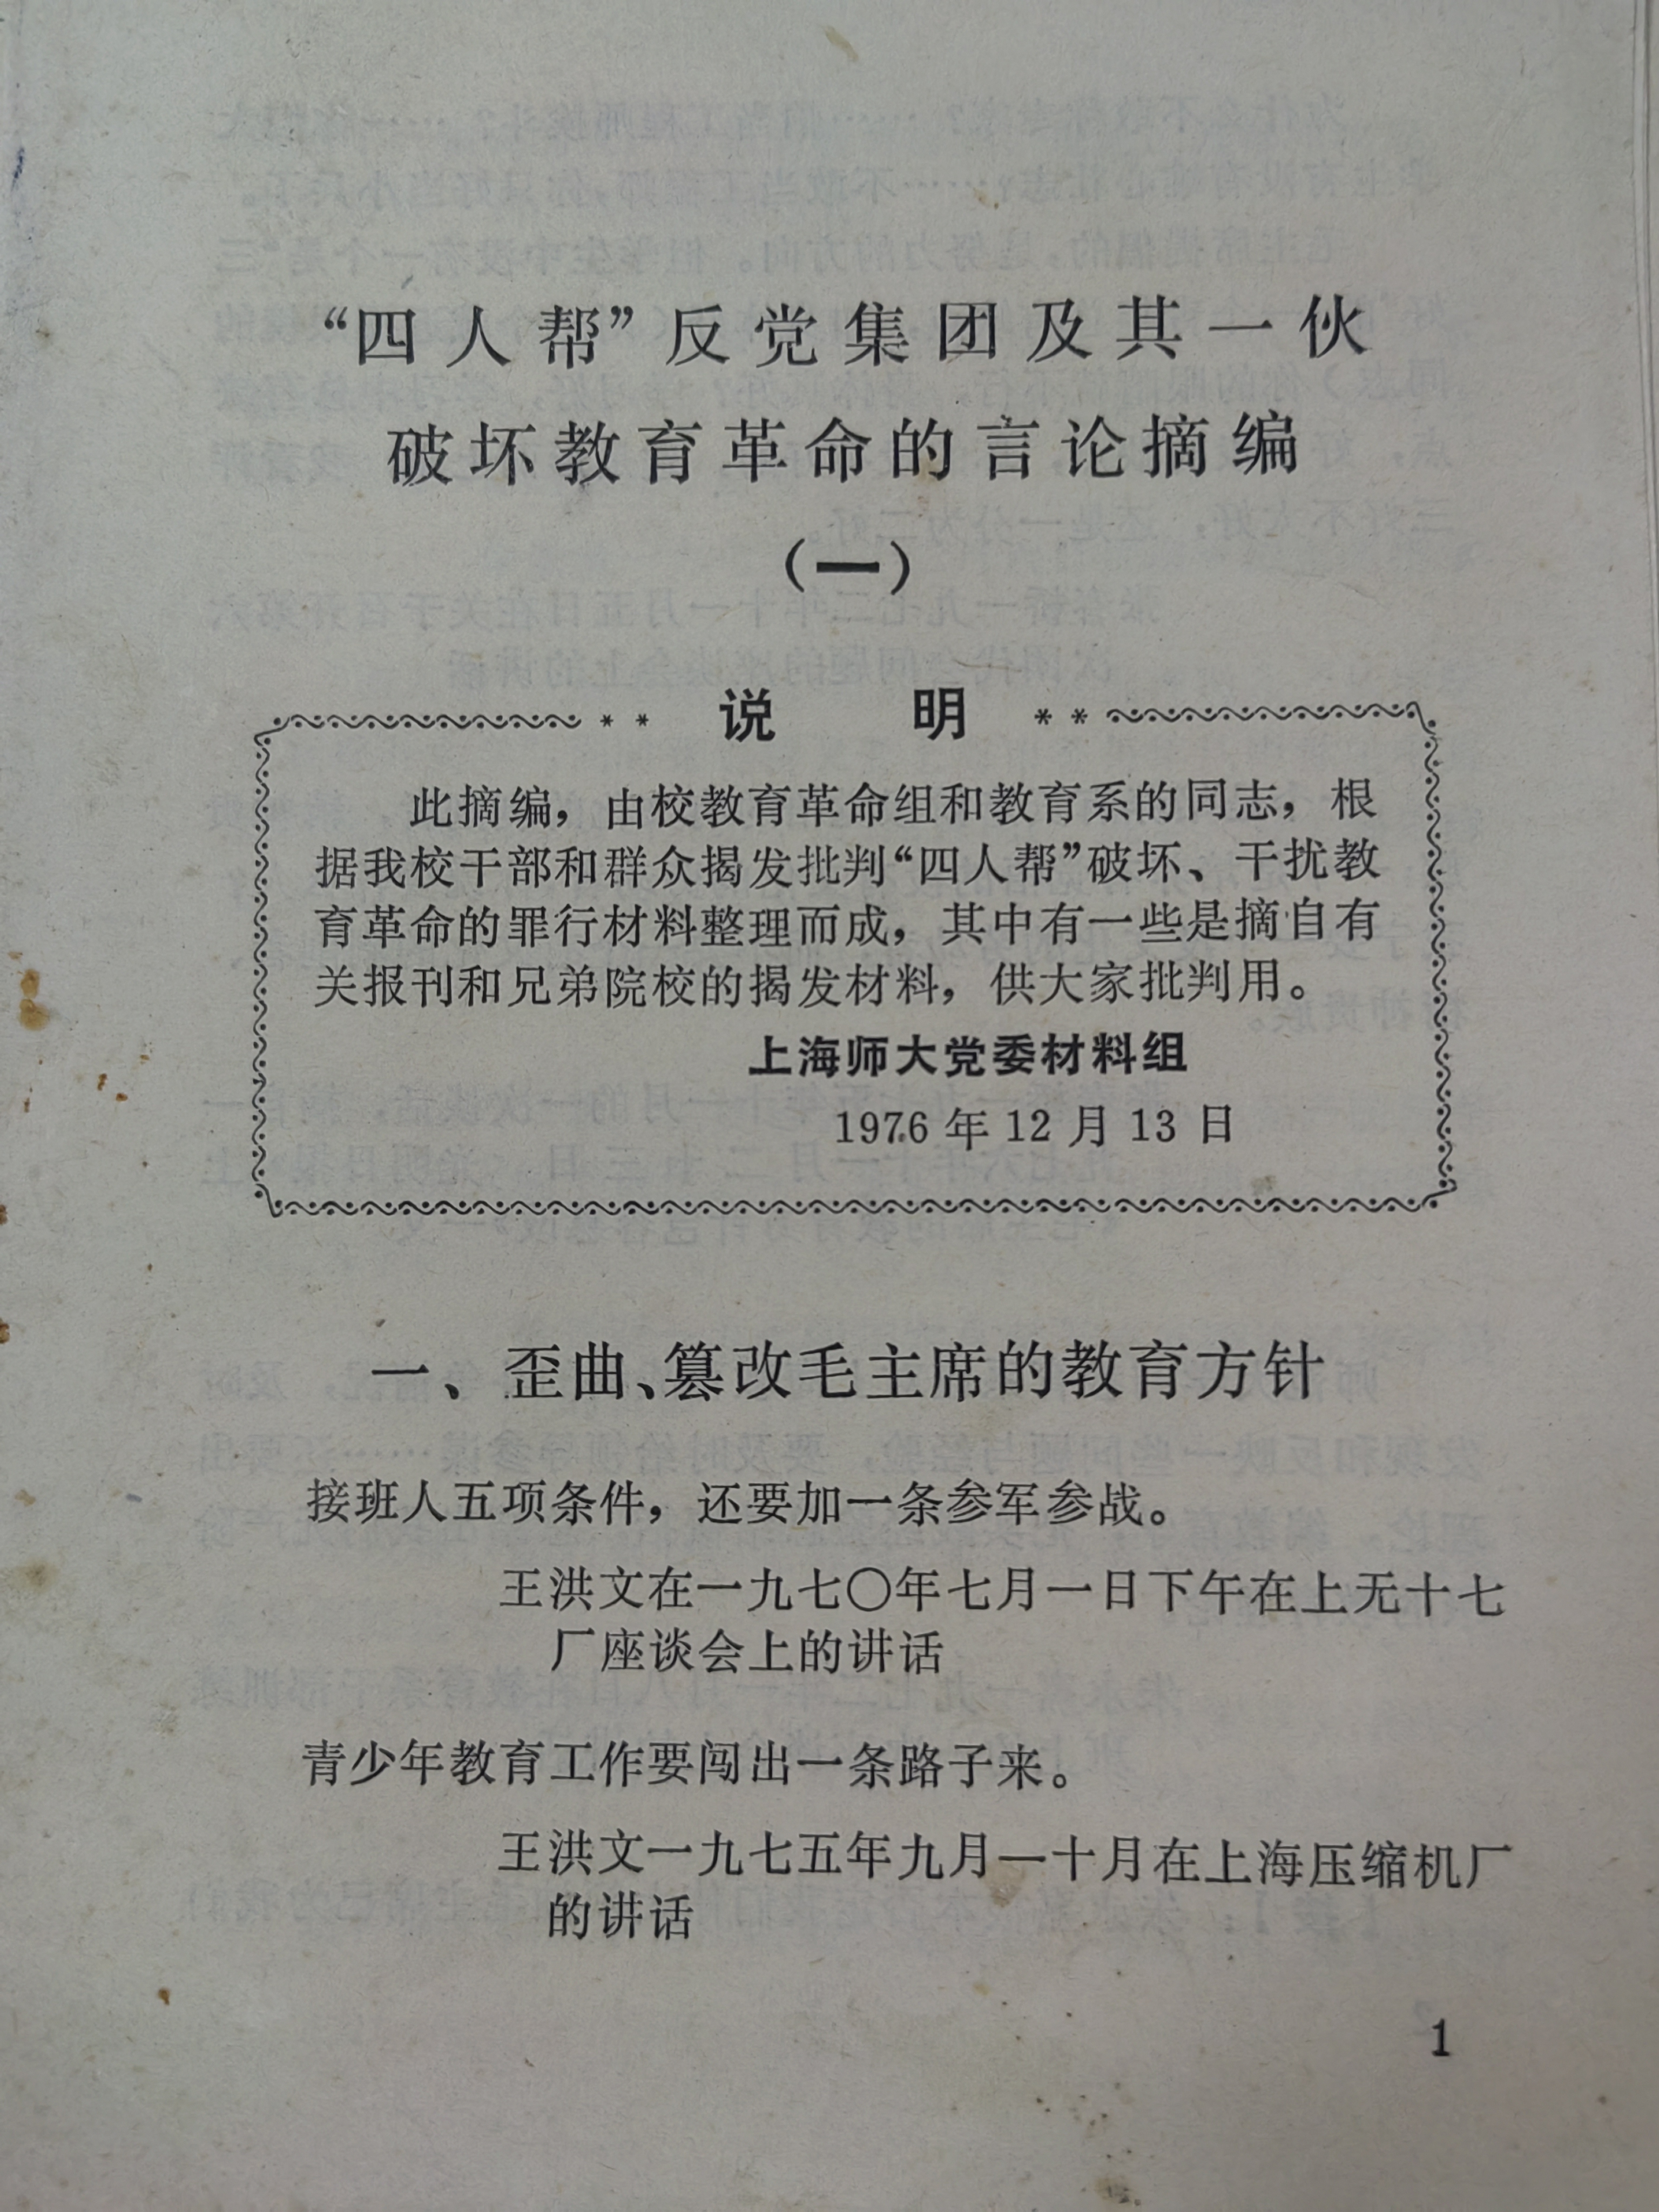 “四人帮”反党集团及其一伙
破坏教育革命的言论摘编
（一）
** 说 明 **
此摘编，由校教育革命组和教育系的同志，根
据我校干部和群众揭发批判“四人帮”破坏、干扰教
育革命的罪行材料整理而成，其中有一些是摘自有
关报刊和兄弟院校的揭发材料，供大家批判用。
上海师大党委材料组
1976年12月13日
一、歪曲、篡改毛主席的教育方针
接班人五项条件，还要加一条参军参战。
王洪文在一九七〇年七月一日下午在上无十七
厂座谈会上的讲话
青少年教育工作要闯出一条路子来。
王洪文一九七五年九月—十月在上海压缩机厂
的讲话
1